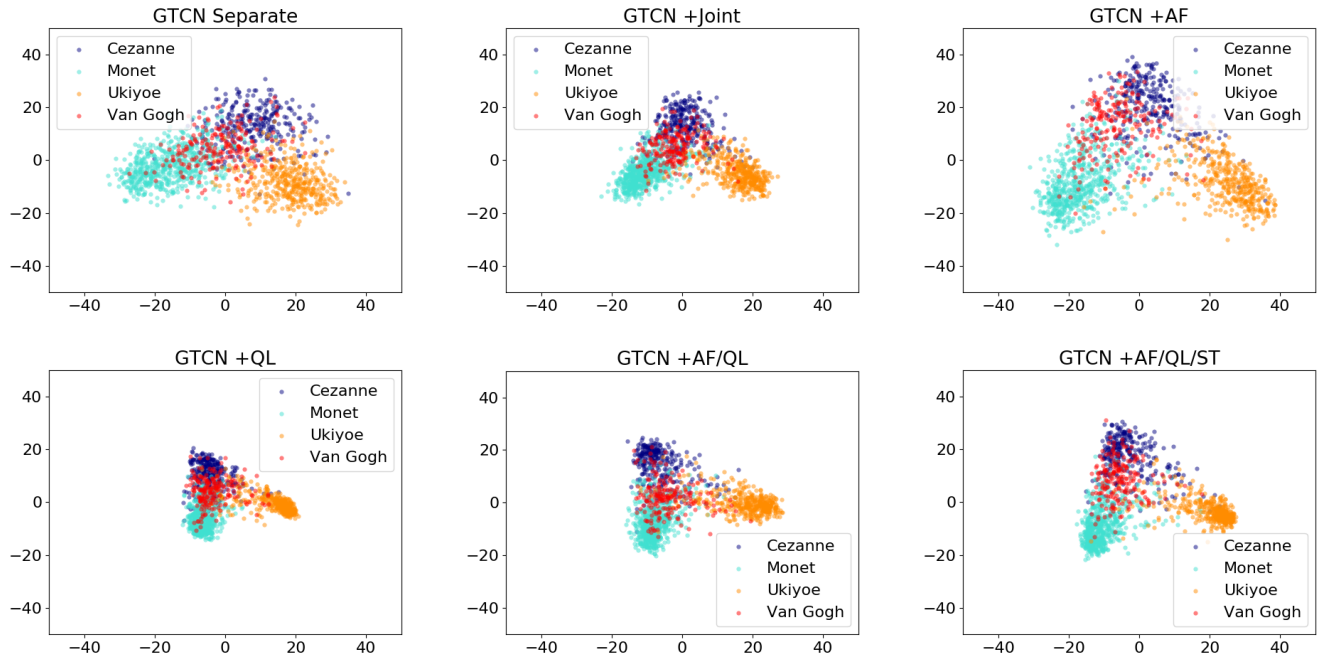 GTCN Separate
40
20
0
−20
−40
−40 −20 0 20 40
Cezanne
Monet
Ukiyoe
Van Gogh
GTCN +Joint
40
20
0
−20
−40
−40 −20 0 20 40
Cezanne
Monet
Ukiyoe
Van Gogh
GTCN +AF
40
20
0
−20
−40
−40 −20 0 20 40
Cezanne
Monet
Ukiyoe
Van Gogh
GTCN +QL
40
20
0
−20
−40
−40 −20 0 20 40
Cezanne
Monet
Ukiyoe
Van Gogh
GTCN +AF/QL
40
20
0
−20
−40
−40 −20 0 20 40
Cezanne
Monet
Ukiyoe
Van Gogh
GTCN +AF/QL/ST
40
20
0
−20
−40
−40 −20 0 20 40
Cezanne
Monet
Ukiyoe
Van Gogh